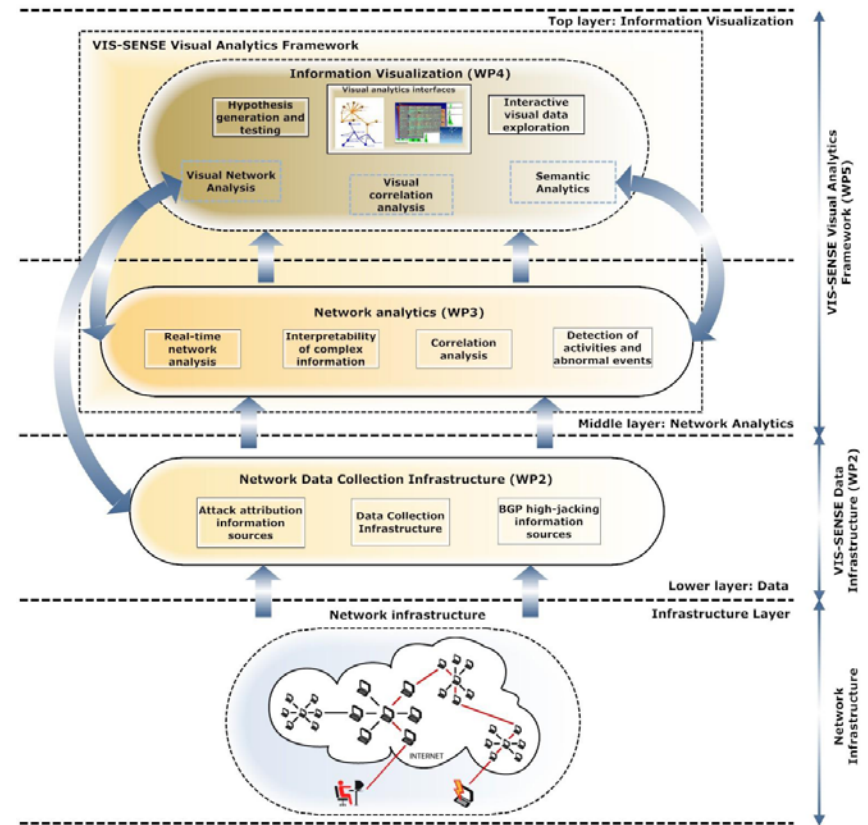 Top layer: Information Visualization
VIS-SENSE Visual Analytics Framework
Information Visualization (WP4)
Visual analytics interfaces
Hypothesis
generation and
testing
Interactive
visual data
exploration
Visual Network
Analysis
Visual
correlation
analysis
Semantic
Analytics
VIS-SENSE Visual Analytics
Framework (WP5)
Network analytics (WP3)
Real-time
network
analysis
Interpretability
of complex
information
Correlation
analysis
Detection of
activities and
abnormal events
Middle layer: Network Analytics
Network Data Collection Infrastructure (WP2)
Attack attribution
information
sources
Data Collection
Infrastructure
BGP high-jacking
information
sources
VIS-SENSE Data
Infrastructure (WP2)
Lower layer: Data
Network infrastructure
Infrastructure Layer
INTERNET
Network
Infrastructure